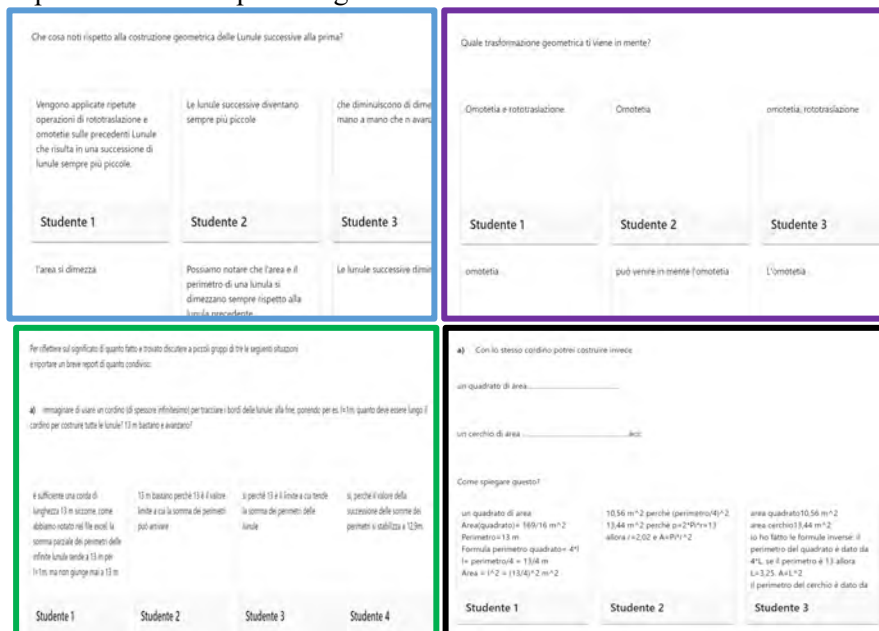 Che cosa noti rispetto alla costruzione geometrica delle Lunule successive alla prima?
Vengono applicate ripetute
operazioni di rototraslazione e
omotetie sulle precedenti Lunule
che risulta in una successione di
lunule sempre più piccole.
Studente 1
Le lunule successive diventano
sempre più piccole
Studente 2
che diminuiscono di dime
mano a mano che n avanz
Studente 3
l'area si dimezza
Possiamo notare che l'area e il
perimetro di una lunula si
dimezzano sempre rispetto alla
lunula precedente
Le lunule successive dimin
Quale trasformazione geometrica ti viene in mente?
Omotetia e rototraslazione
Studente 1
Omotetia
Studente 2
omotetia, rototraslazione
Studente 3
omotetia
può venire in mente l'omotetia
L'omotetia
Per riflettere sul significato di quanto fatto e trovato discutere a piccoli gruppi di tre le seguenti situazioni
e riportare un breve report di quanto condiviso:
a) immaginare di usare un cordino (di spessore infinitesimo) per tracciare i bordi delle lunule: alla fine, ponendo per es. l=1m, quanto deve essere lungo il
cordino per costruire tutte le lunule? 13 m bastano e avanzano?
è sufficiente una corda di
lunghezza 13 m siccome, come
abbiamo notato nel file excel, la
somma parziale dei perimetri delle
infinite lunule tende a 13 m per
l=1m, ma non giunge mai a 13 m
Studente 1
13 m bastano perché 13 è il valore
limite a cui la somma dei perimetri
può arrivare
Studente 2
si perché 13 è il limite a cui tende
la somma dei perimetri delle
lunule
Studente 3
si, perché il valore della
successione delle somme dei
perimetri si stabilizza a 12,9m.
Studente 4
a) Con lo stesso cordino potrei costruire invece
un quadrato di area
un cerchio di area
Come spiegare questo?
un quadrato di area
Area(quadrato)= 169/16 m^2
Perimetro=13 m
Formula perimetro quadrato= 4*l
l= perimetro/4 = 13/4 m
Area = l^2 = (13/4)^2 m^2
Studente 1
10,56 m^2 perché (perimetro/4)^2
13,44 m^2 perché p=2*Pi*r=13
allora r=2,02 e A=Pi*r^2
Studente 2
area quadrato10,56 m^2
area cerchio13,44 m^2
io ho fatto le formule inverse: il
perimetro del quadrato è dato da
4*L, se il perimetro è 13 allora
L=3,25. A=L^2
il perimetro del cerchio è dato da
Studente 3